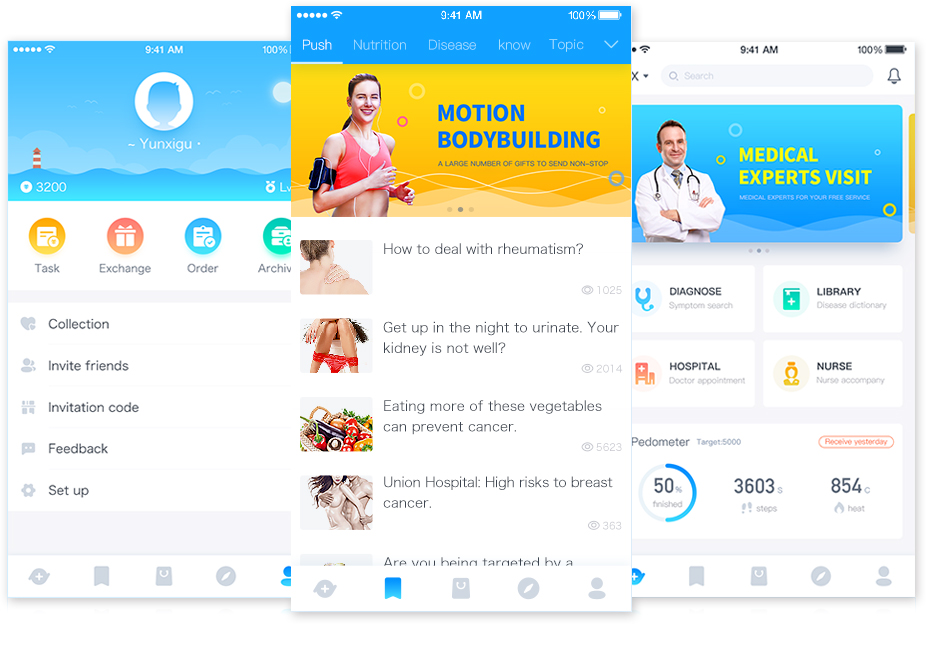 9:41 AM
100%
~ Yunxigu ·
3200
Lv
Task
Exchange
Order
Archiv
Collection
Invite friends
Invitation code
Feedback
Set up
9:41 AM
100%
Push
Nutrition
Disease
know
Topic
MOTION
BODYBUILDING
A LARGE NUMBER OF GIFTS TO SEND NON-STOP
How to deal with rheumatism?
1025
Get up in the night to urinate. Your
kidney is not well?
2014
Eating more of these vegetables
can prevent cancer.
5623
Union Hospital: High risks to breast
cancer.
363
Are you being targeted by a
9:41 AM
100%
X
Search
MEDICAL
EXPERTS VISIT
MEDICAL EXPERTS FOR YOUR FREE SERVICE
DIAGNOSE
Symptom search
LIBRARY
Disease dictionary
HOSPITAL
Doctor appointment
NURSE
Nurse accompany
Pedometer
Target:5000
Receive yesterday
50%
finished
3603 S
steps
854 C
heat